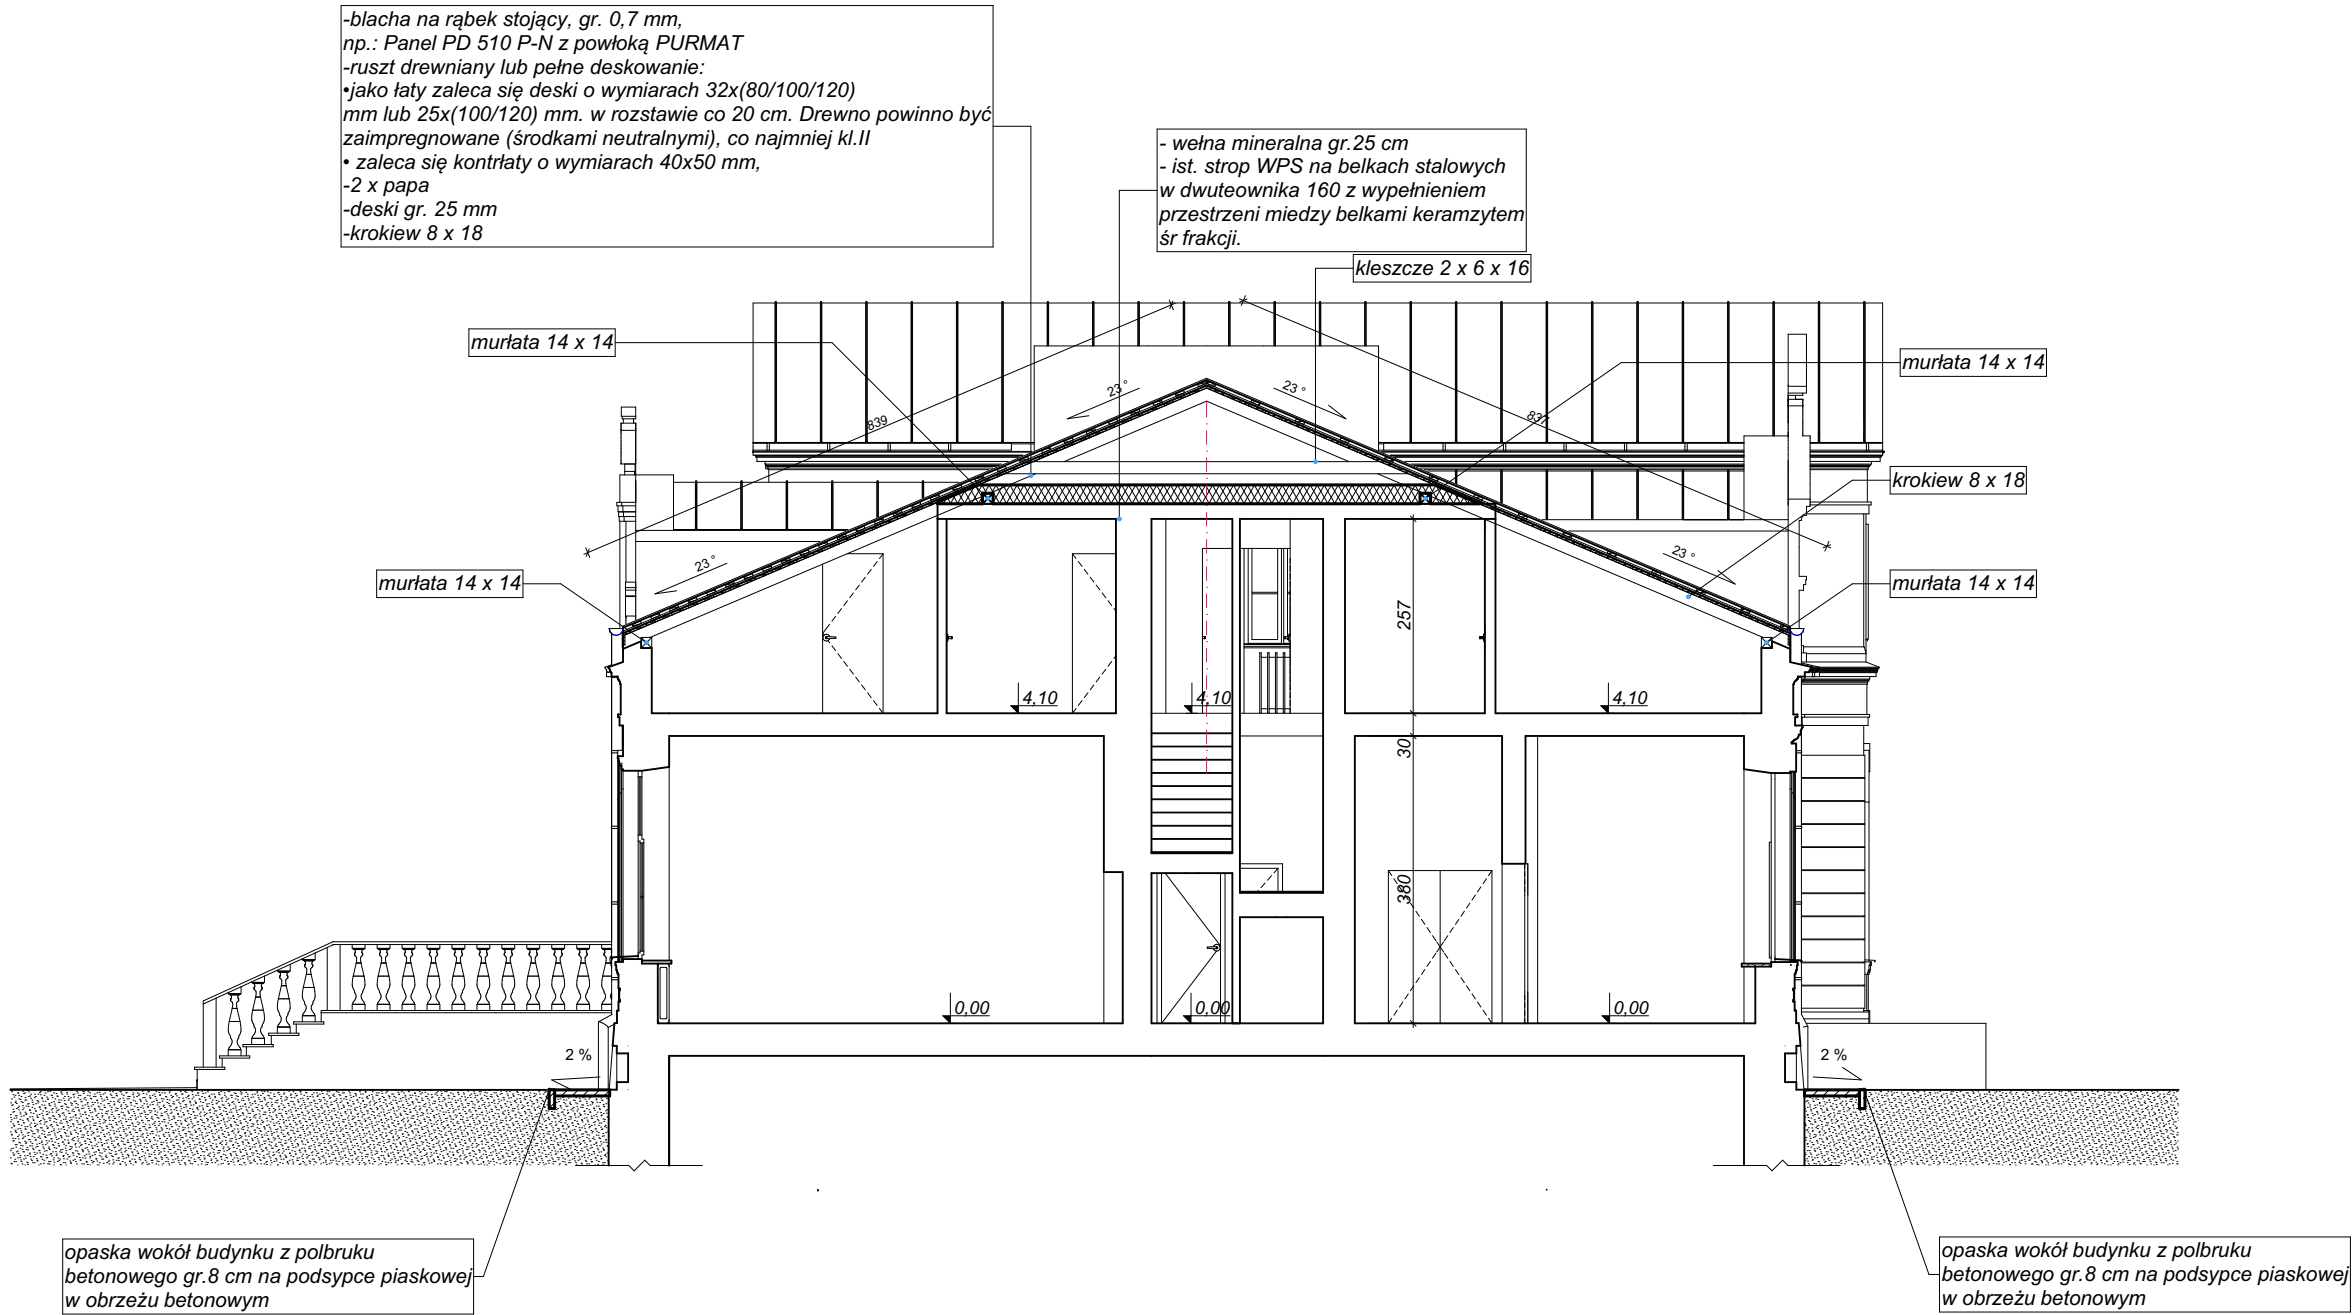 -blacha na rąbek stojący, gr. 0,7 mm,
np.: Panel PD 510 P-N z powłoką PURMAT
-ruszt drewniany lub pełne deskowanie:
•jako łaty zaleca się deski o wymiarach 32x(80/100/120)
mm lub 25x(100/120) mm. w rozstawie co 20 cm. Drewno powinno być
zaimpregnowane (środkami neutralnymi), co najmniej kl.II
• zaleca się kontrłaty o wymiarach 40x50 mm,
-2 x papa
-deski gr. 25 mm
-krokiew 8 x 18
- wełna mineralna gr.25 cm
- ist. strop WPS na belkach stalowych
w dwuteownika 160 z wypełnieniem
przestrzeni miedzy belkami keramzytem
śr frakcji.
kleszcze 2 x 6 x 16
murłata 14 x 14
murłata 14 x 14
23 °
23 °
839
837
krokiew 8 x 18
23 °
23 °
murłata 14 x 14
murłata 14 x 14
257
4,10
4,10
4,10
30
380
0,00
0,00
0,00
2 %
2 %
opaska wokół budynku z polbruku
betonowego gr.8 cm na podsypce piaskowej
w obrzeżu betonowym
opaska wokół budynku z polbruku
betonowego gr.8 cm na podsypce piaskowej
w obrzeżu betonowym